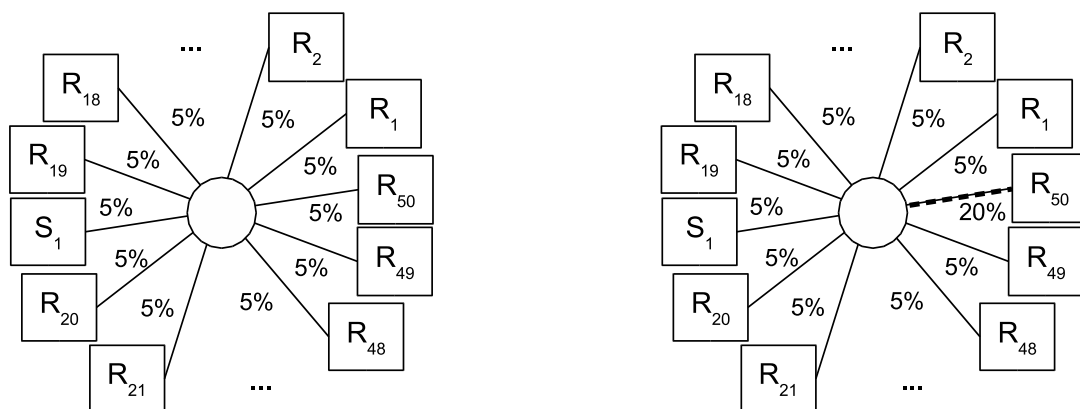 ... R2
R18 5% 5% R1
R19 5% 5% R50
S1 5% 5% R49
R20 5% 5% R48
R21 5% 5% ...
... R2
R18 5% 5% R1
R19 5% 5% R50
S1 5% 20% R49
R20 5% 5% R48
R21 5% 5% ...